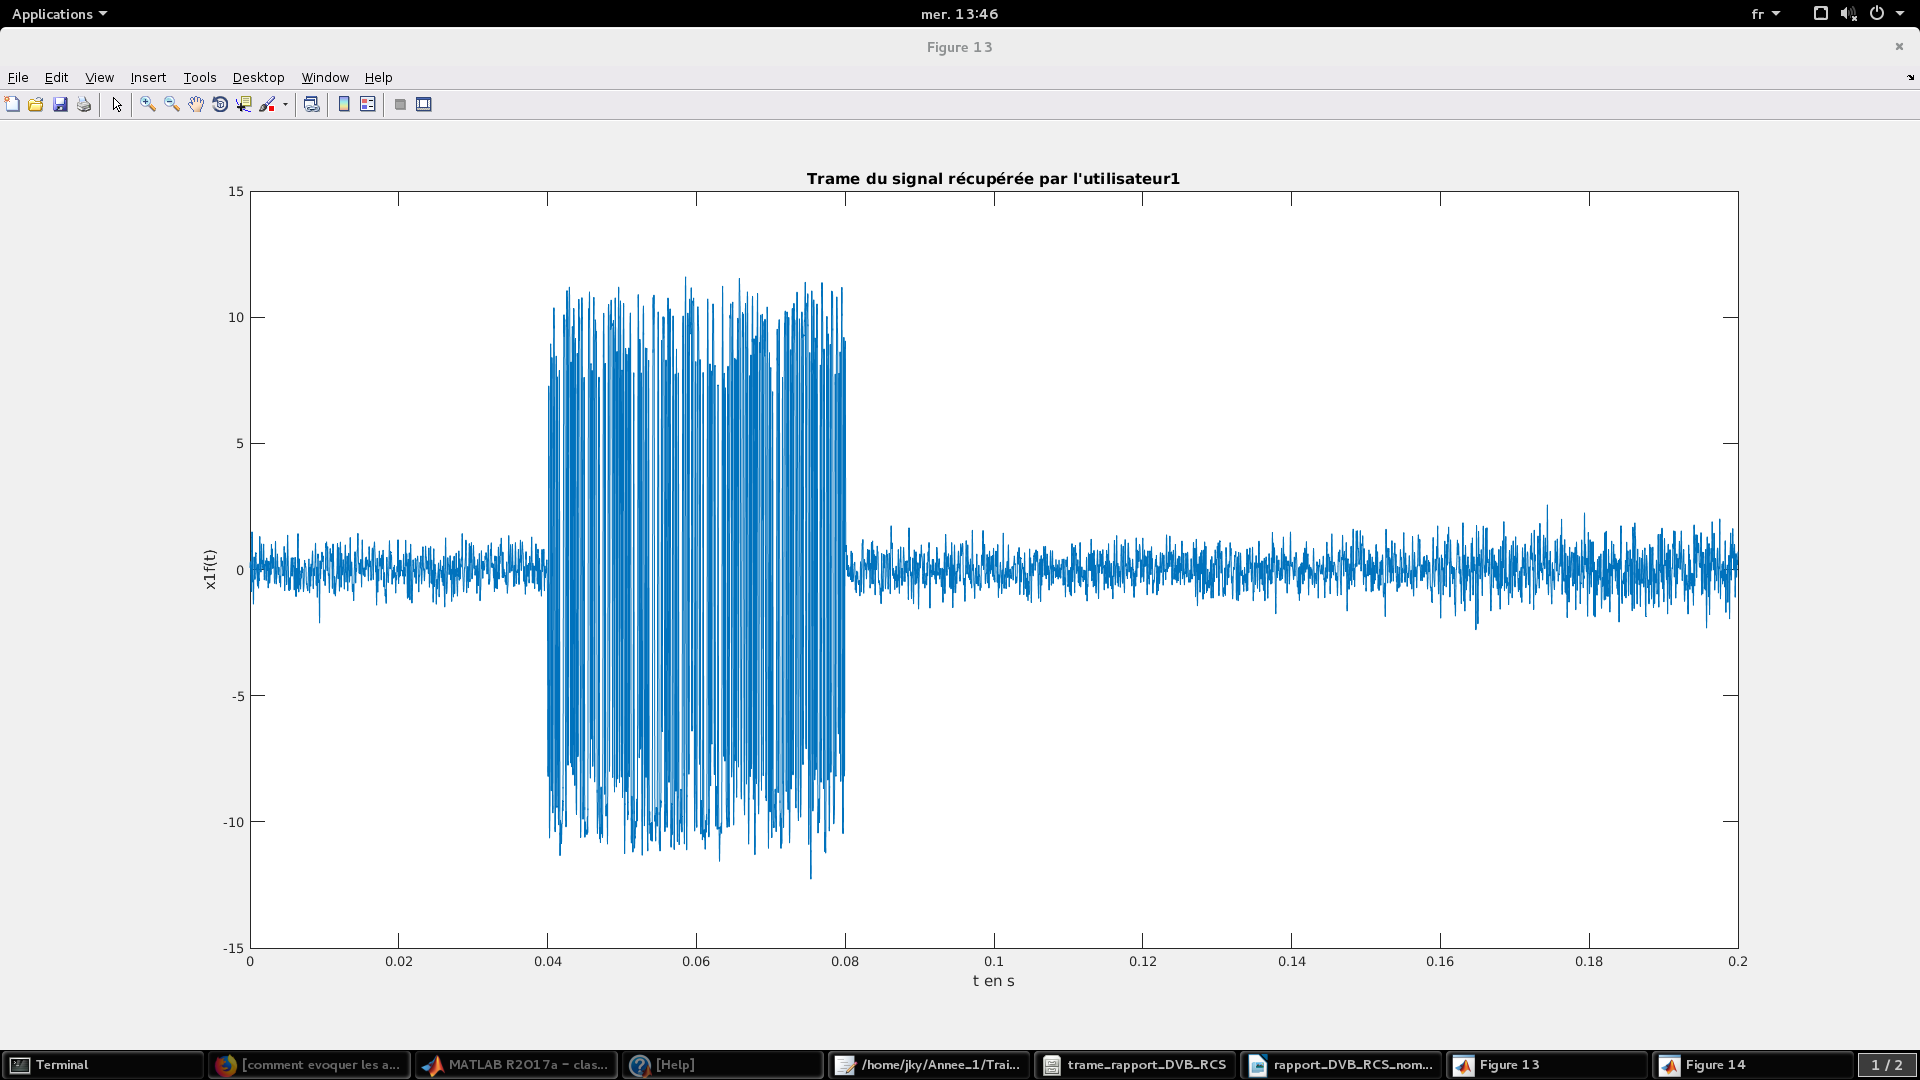 Applications
mer. 13:46
fr
Figure 13
File Edit View Insert Tools Desktop Window Help
Trame du signal récupérée par l'utilisateur1
15
10
5
0
-5
-10
-15
x1f(t)
0 0.02 0.04 0.06 0.08 0.1 0.12 0.14 0.16 0.18 0.2
t en s
Terminal
[comment evoquer les a...
MATLAB R2017a - clas...
[Help]
/home/jky/Annee_1/Trai...
trame_rapport_DVB_RCS
rapport_DVB_RCS_nom...
Figure 13
Figure 14
1 / 2